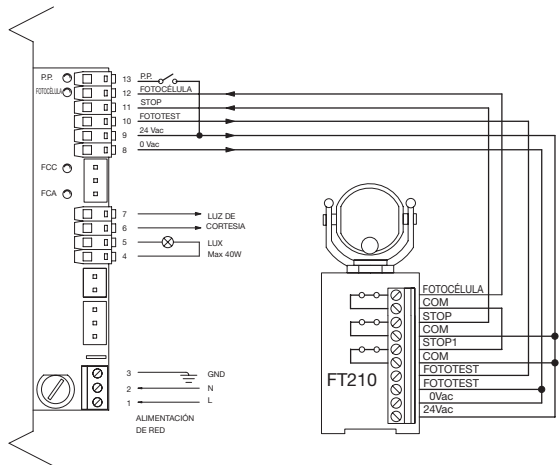 P.P.
FOTOCÉLULA
FCC
FCA
13 P.P.
12 FOTOCÉLULA
11 STOP
10 FOTOTEST
9 24 Vac
8 0 Vac
7 LUZ DE
6 CORTESIA
5 LUX
4 Max 40W
3 GND
2 N
1 L
ALIMENTACIÓN
DE RED
FOTOCÉLULA
COM
STOP
COM
STOP1
COM
FOTOTEST
FOTOTEST
0Vac
24Vac
FT210